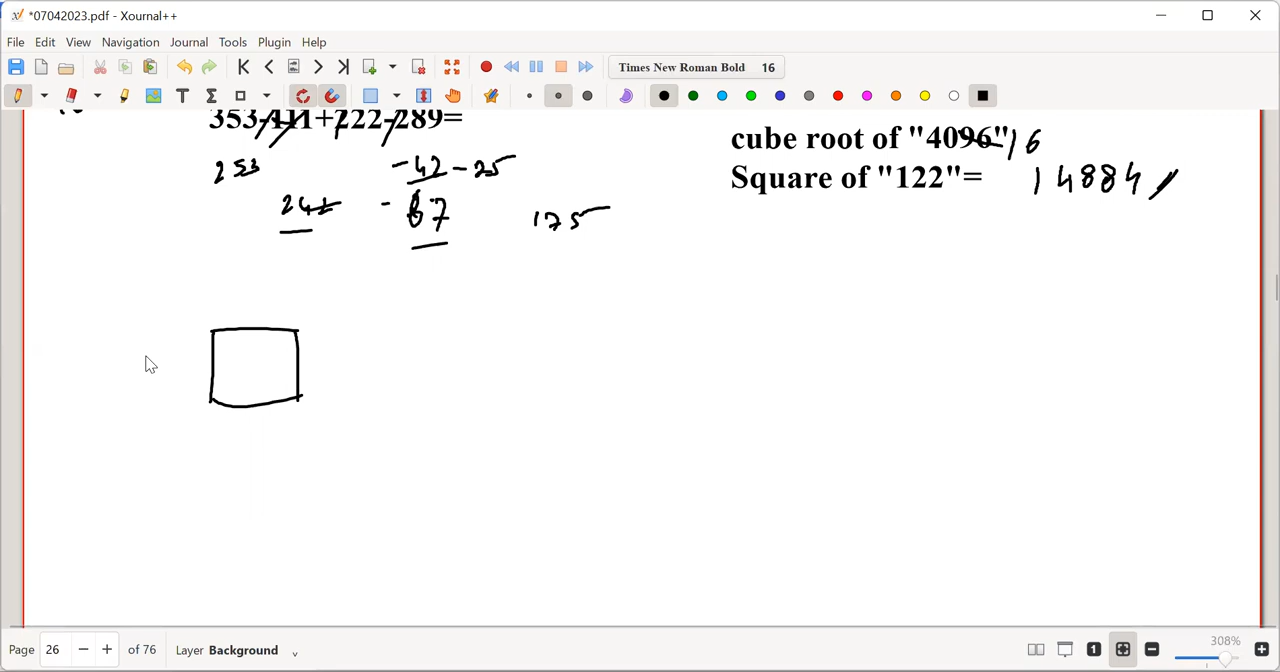 *07042023.pdf - Xournal++
File Edit View Navigation Journal Tools Plugin Help
Times New Roman Bold 16
353-111+222-289=
253
-42-25
242 -67
175
cube root of "4096" 16
Square of "122"= 14884
Page 26 of 76 Layer Background
308%